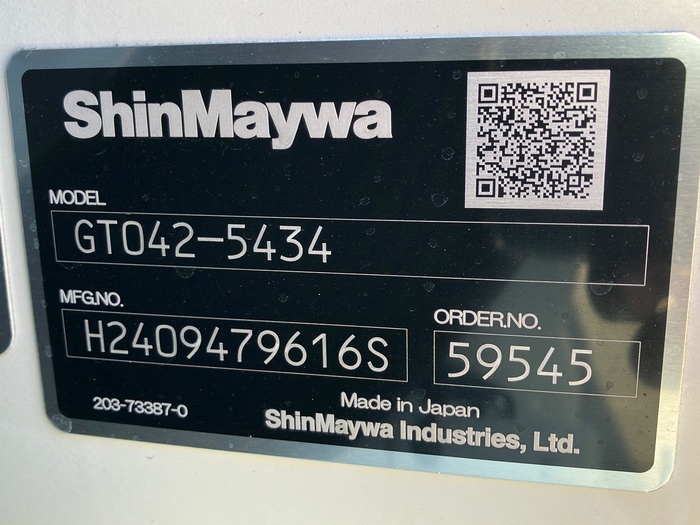 ShinMaywa
MODEL
GT042-5434
MFG.NO.
H2409479616S
ORDER.NO.
59545
203-73387-0
Made in Japan
ShinMaywa Industries, Ltd.